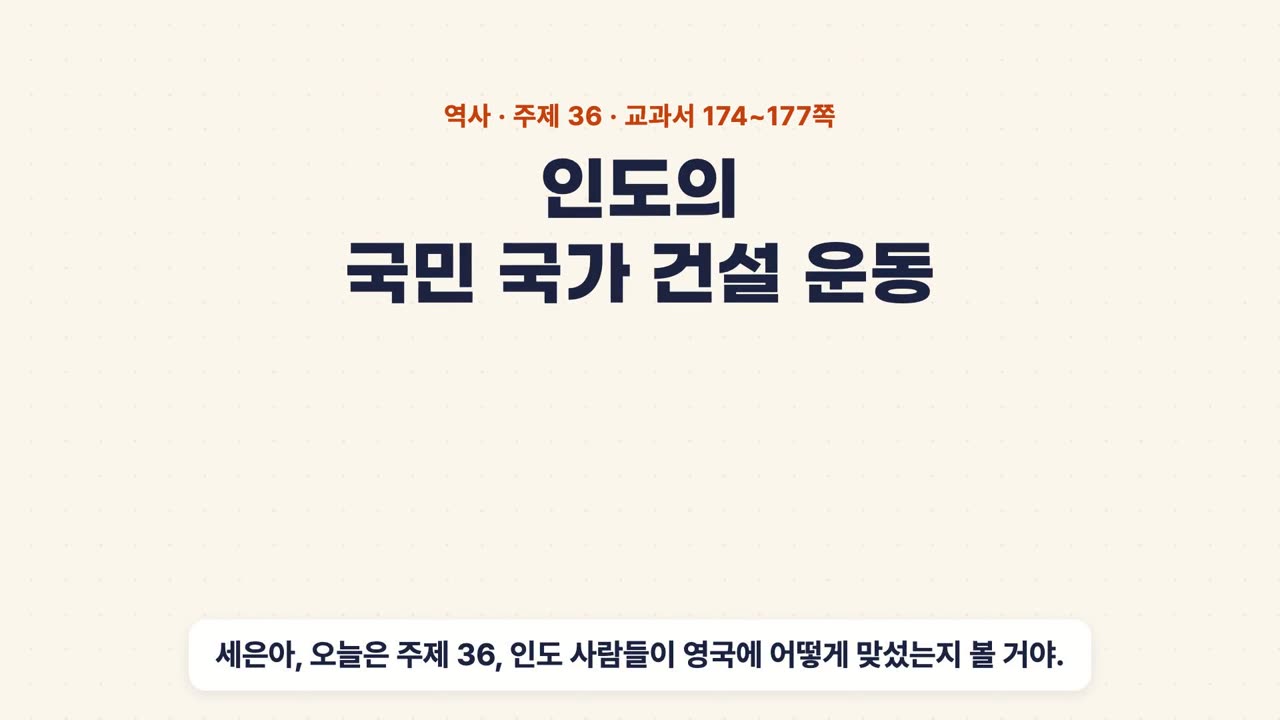 역사 · 주제 36 · 교과서 174~177쪽
인도의
국민 국가 건설 운동
세은아, 오늘은 주제 36, 인도 사람들이 영국에 어떻게 맞섰는지 볼 거야.